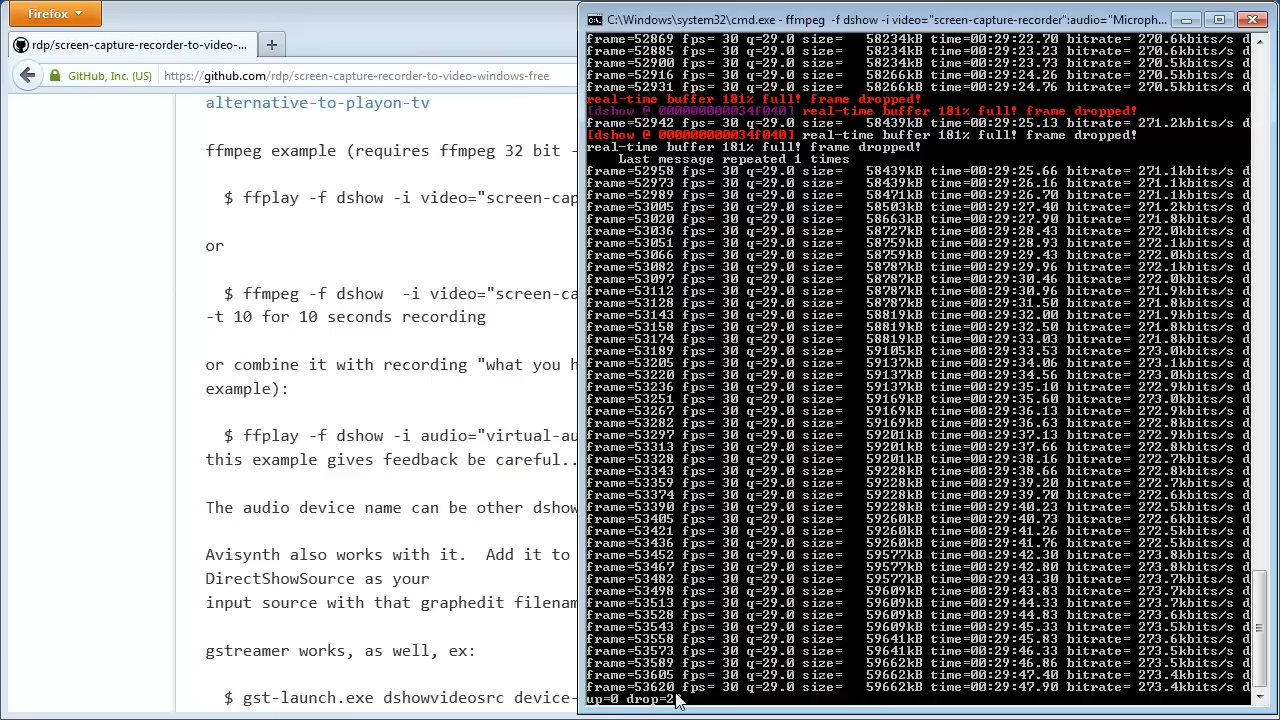 Firefox
rdp/screen-capture-recorder-to-video-...
GitHub, Inc. (US)
https://github.com/rdp/screen-capture-recorder-to-video-windows-free
alternative-to-playon-tv
ffmpeg example (requires ffmpeg 32 bit -
$ ffplay -f dshow -i video="screen-cap
or
$ ffmpeg -f dshow  -i video="screen-ca
-t 10 for 10 seconds recording
or combine it with recording "what you h
example):
$ ffplay -f dshow -i audio="virtual-au
this example gives feedback be careful..
The audio device name can be other dshow
Avisynth also works with it.  Add it to
DirectShowSource as your
input source with that graphedit filenam
gstreamer works, as well, ex:
$ gst-launch.exe dshowvideosrc device-
C:\Windows\system32\cmd.exe - ffmpeg  -f dshow -i video="screen-capture-recorder":audio="Microph...
frame=52869 fps= 30 q=29.0 size=   58234kB time=00:29:22.70 bitrate= 270.6kbits/s d
frame=52885 fps= 30 q=29.0 size=   58234kB time=00:29:23.23 bitrate= 270.6kbits/s d
frame=52900 fps= 30 q=29.0 size=   58234kB time=00:29:23.73 bitrate= 270.5kbits/s d
frame=52916 fps= 30 q=29.0 size=   58266kB time=00:29:24.26 bitrate= 270.5kbits/s d
frame=52931 fps= 30 q=29.0 size=   58266kB time=00:29:24.76 bitrate= 270.5kbits/s d
real-time buffer 181% full! frame dropped!
[dshow @ 000000000034f040] real-time buffer 181% full! frame dropped!
frame=52942 fps= 30 q=29.0 size=   58439kB time=00:29:25.13 bitrate= 271.2kbits/s d
[dshow @ 000000000034f040] real-time buffer 181% full! frame dropped!
real-time buffer 181% full! frame dropped!
Last message repeated 1 times
frame=52958 fps= 30 q=29.0 size=   58439kB time=00:29:25.66 bitrate= 271.1kbits/s d
frame=52973 fps= 30 q=29.0 size=   58439kB time=00:29:26.16 bitrate= 271.1kbits/s d
frame=52989 fps= 30 q=29.0 size=   58471kB time=00:29:26.70 bitrate= 271.1kbits/s d
frame=53005 fps= 30 q=29.0 size=   58503kB time=00:29:27.40 bitrate= 271.2kbits/s d
frame=53020 fps= 30 q=29.0 size=   58663kB time=00:29:27.90 bitrate= 271.8kbits/s d
frame=53036 fps= 30 q=29.0 size=   58727kB time=00:29:28.43 bitrate= 272.0kbits/s d
frame=53051 fps= 30 q=29.0 size=   58759kB time=00:29:28.93 bitrate= 272.1kbits/s d
frame=53066 fps= 30 q=29.0 size=   58759kB time=00:29:29.43 bitrate= 272.0kbits/s d
frame=53082 fps= 30 q=29.0 size=   58787kB time=00:29:29.96 bitrate= 272.1kbits/s d
frame=53097 fps= 30 q=29.0 size=   58787kB time=00:29:30.46 bitrate= 272.0kbits/s d
frame=53112 fps= 30 q=29.0 size=   58787kB time=00:29:30.96 bitrate= 271.9kbits/s d
frame=53128 fps= 30 q=29.0 size=   58787kB time=00:29:31.50 bitrate= 271.8kbits/s d
frame=53143 fps= 30 q=29.0 size=   58819kB time=00:29:32.00 bitrate= 271.9kbits/s d
frame=53158 fps= 30 q=29.0 size=   58819kB time=00:29:32.50 bitrate= 271.8kbits/s d
frame=53174 fps= 30 q=29.0 size=   58819kB time=00:29:33.03 bitrate= 271.8kbits/s d
frame=53189 fps= 30 q=29.0 size=   59105kB time=00:29:33.53 bitrate= 273.0kbits/s d
frame=53205 fps= 30 q=29.0 size=   59137kB time=00:29:34.06 bitrate= 273.1kbits/s d
frame=53220 fps= 30 q=29.0 size=   59137kB time=00:29:34.56 bitrate= 273.0kbits/s d
frame=53236 fps= 30 q=29.0 size=   59137kB time=00:29:35.10 bitrate= 272.9kbits/s d
frame=53251 fps= 30 q=29.0 size=   59169kB time=00:29:35.60 bitrate= 273.0kbits/s d
frame=53267 fps= 30 q=29.0 size=   59169kB time=00:29:36.13 bitrate= 272.9kbits/s d
frame=53282 fps= 30 q=29.0 size=   59169kB time=00:29:36.63 bitrate= 272.8kbits/s d
frame=53297 fps= 30 q=29.0 size=   59201kB time=00:29:37.13 bitrate= 272.9kbits/s d
frame=53313 fps= 30 q=29.0 size=   59201kB time=00:29:37.66 bitrate= 272.8kbits/s d
frame=53328 fps= 30 q=29.0 size=   59201kB time=00:29:38.16 bitrate= 272.7kbits/s d
frame=53343 fps= 30 q=29.0 size=   59228kB time=00:29:38.66 bitrate= 272.8kbits/s d
frame=53359 fps= 30 q=29.0 size=   59228kB time=00:29:39.20 bitrate= 272.7kbits/s d
frame=53374 fps= 30 q=29.0 size=   59228kB time=00:29:39.70 bitrate= 272.6kbits/s d
frame=53390 fps= 30 q=29.0 size=   59228kB time=00:29:40.23 bitrate= 272.5kbits/s d
frame=53405 fps= 30 q=29.0 size=   59260kB time=00:29:40.73 bitrate= 272.6kbits/s d
frame=53421 fps= 30 q=29.0 size=   59260kB time=00:29:41.26 bitrate= 272.5kbits/s d
frame=53436 fps= 30 q=29.0 size=   59260kB time=00:29:41.76 bitrate= 272.5kbits/s d
frame=53452 fps= 30 q=29.0 size=   59577kB time=00:29:42.30 bitrate= 273.8kbits/s d
frame=53467 fps= 30 q=29.0 size=   59577kB time=00:29:42.80 bitrate= 273.8kbits/s d
frame=53482 fps= 30 q=29.0 size=   59577kB time=00:29:43.30 bitrate= 273.7kbits/s d
frame=53498 fps= 30 q=29.0 size=   59609kB time=00:29:43.83 bitrate= 273.7kbits/s d
frame=53513 fps= 30 q=29.0 size=   59609kB time=00:29:44.33 bitrate= 273.7kbits/s d
frame=53528 fps= 30 q=29.0 size=   59609kB time=00:29:44.83 bitrate= 273.6kbits/s d
frame=53543 fps= 30 q=29.0 size=   59609kB time=00:29:45.33 bitrate= 273.5kbits/s d
frame=53558 fps= 30 q=29.0 size=   59641kB time=00:29:45.83 bitrate= 273.6kbits/s d
frame=53573 fps= 30 q=29.0 size=   59641kB time=00:29:46.33 bitrate= 273.5kbits/s d
frame=53589 fps= 30 q=29.0 size=   59662kB time=00:29:46.86 bitrate= 273.5kbits/s d
frame=53605 fps= 30 q=29.0 size=   59662kB time=00:29:47.40 bitrate= 273.4kbits/s d
frame=53620 fps= 30 q=29.0 size=   59662kB time=00:29:47.90 bitrate= 273.4kbits/s d
up=0 drop=2